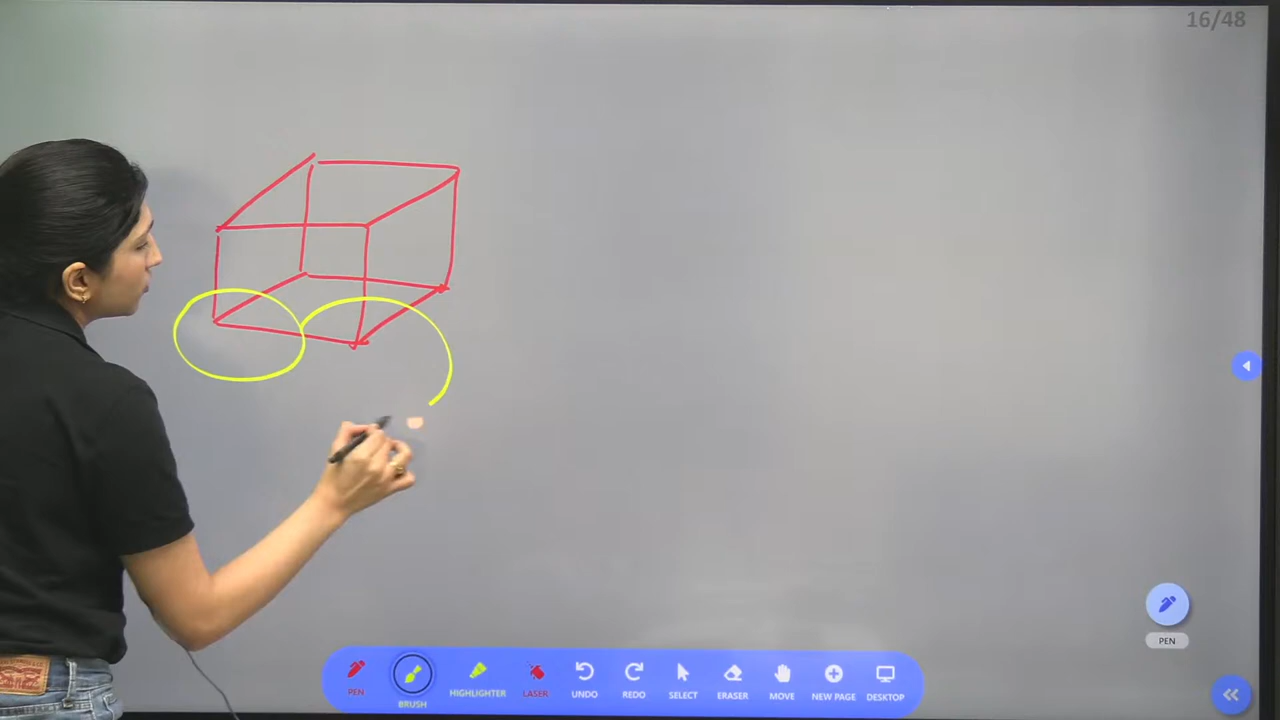 16/48
PEN
PEN
BRUSH
HIGHLIGHTER
LASER
UNDO
REDO
SELECT
ERASER
MOVE
NEW PAGE
DESKTOP